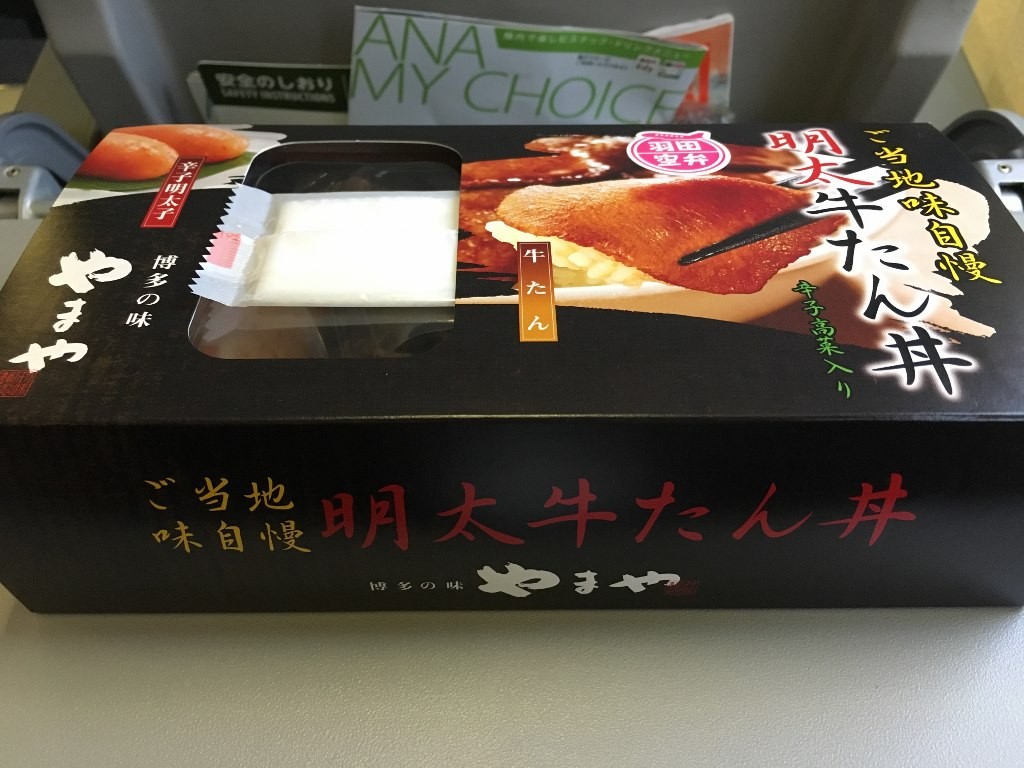 ANA
MY CHOICE
安全のしおり
SAFETY INSTRUCTIONS
羽田
空弁
ご当地味自慢
明太牛たん丼
辛子高菜入り
牛たん
辛子明太子
博多の味
やまや
ご当地
味自慢
明太牛たん丼
博多の味
やまや